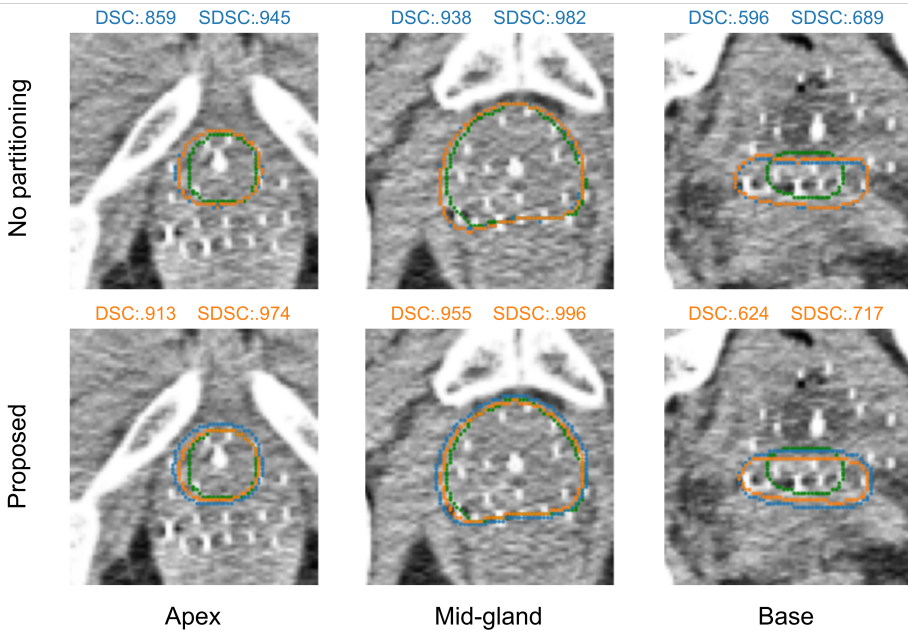 DSC:.859 SDSC:.945 DSC:.938 SDSC:.982 DSC:.596 SDSC:.689
No partitioning
DSC:.913 SDSC:.974 DSC:.955 SDSC:.996 DSC:.624 SDSC:.717
Proposed
Apex Mid-gland Base